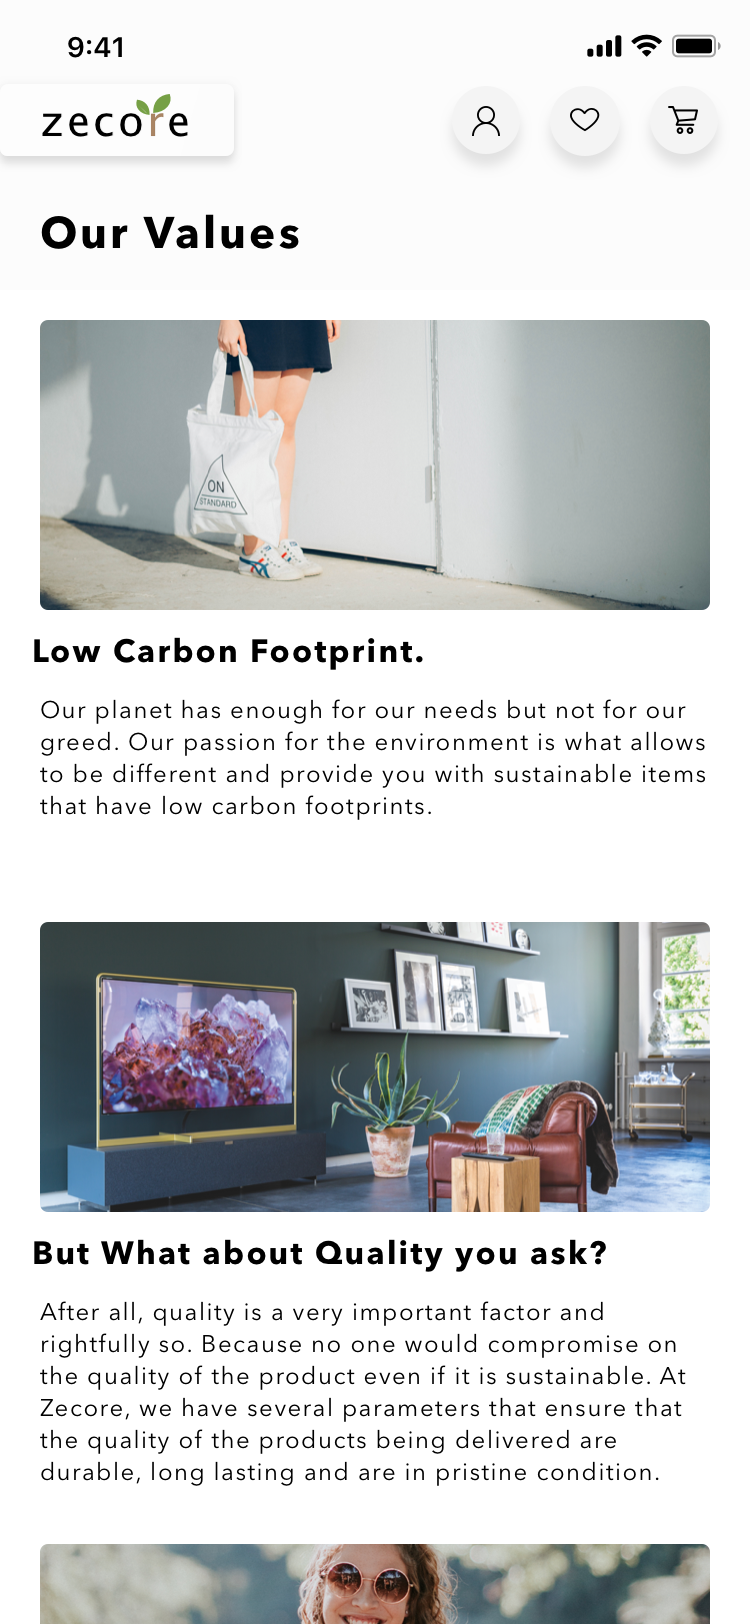 9:41
zecore
Our Values
ON
STANDARD
Low Carbon Footprint.
Our planet has enough for our needs but not for our
greed. Our passion for the environment is what allows
to be different and provide you with sustainable items
that have low carbon footprints.
But What about Quality you ask?
After all, quality is a very important factor and
rightfully so. Because no one would compromise on
the quality of the product even if it is sustainable. At
Zecore, we have several parameters that ensure that
the quality of the products being delivered are
durable, long lasting and are in pristine condition.